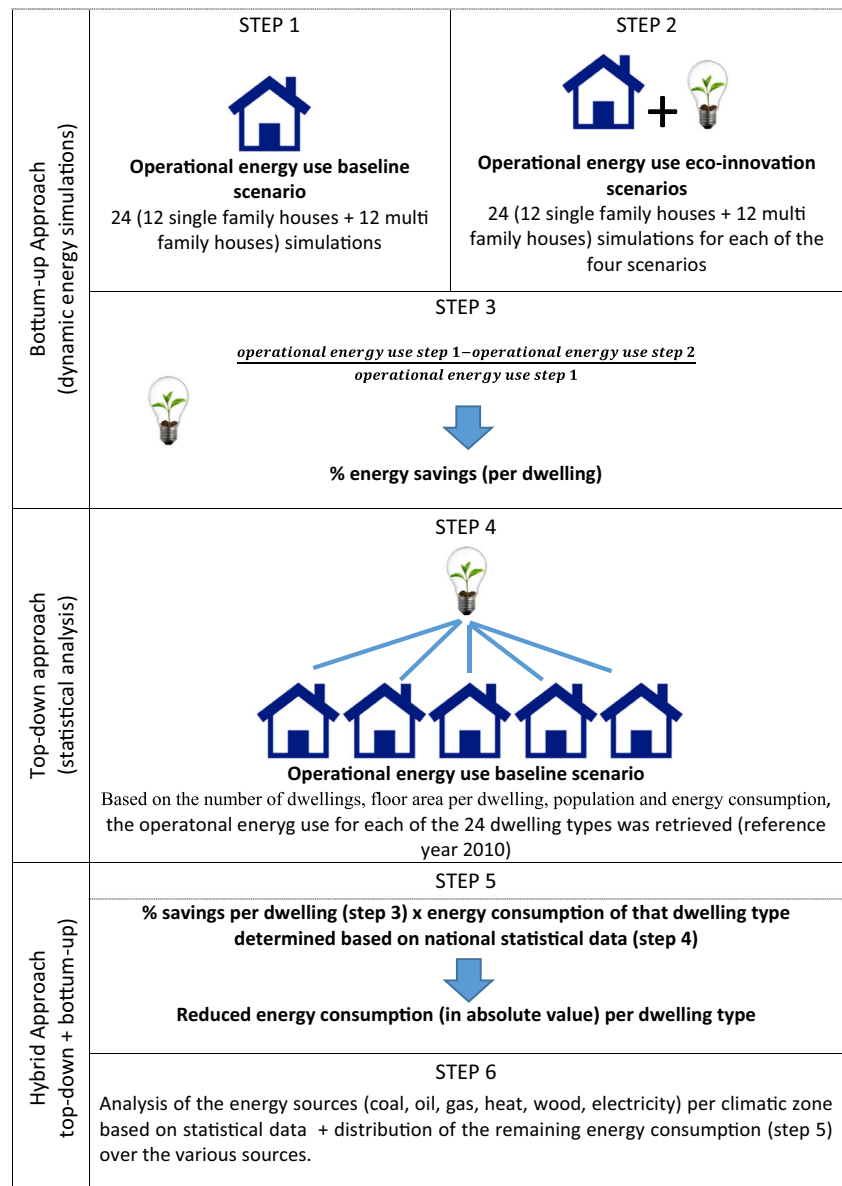 Bottum-up Approach
(dynamic energy simulations)
STEP 1
Operational energy use baseline
scenario
24 (12 single family houses + 12 multi
family houses) simulations
STEP 2
+
Operational energy use eco-innovation
scenarios
24 (12 single family houses + 12 multi
family houses) simulations for each of the
four scenarios
STEP 3
operational energy use step 1−operational energy use step 2
operational energy use step 1
% energy savings (per dwelling)
Top-down approach
(statistical analysis)
STEP 4
Operational energy use baseline scenario
Based on the number of dwellings, floor area per dwelling, population and energy consumption,
the operatonal eneryg use for each of the 24 dwelling types was retrieved (reference
year 2010)
Hybrid Approach
top-down + bottum-up)
STEP 5
% savings per dwelling (step 3) x energy consumption of that dwelling type
determined based on national statistical data (step 4)
Reduced energy consumption (in absolute value) per dwelling type
STEP 6
Analysis of the energy sources (coal, oil, gas, heat, wood, electricity) per climatic zone
based on statistical data + distribution of the remaining energy consumption (step 5)
over the various sources.